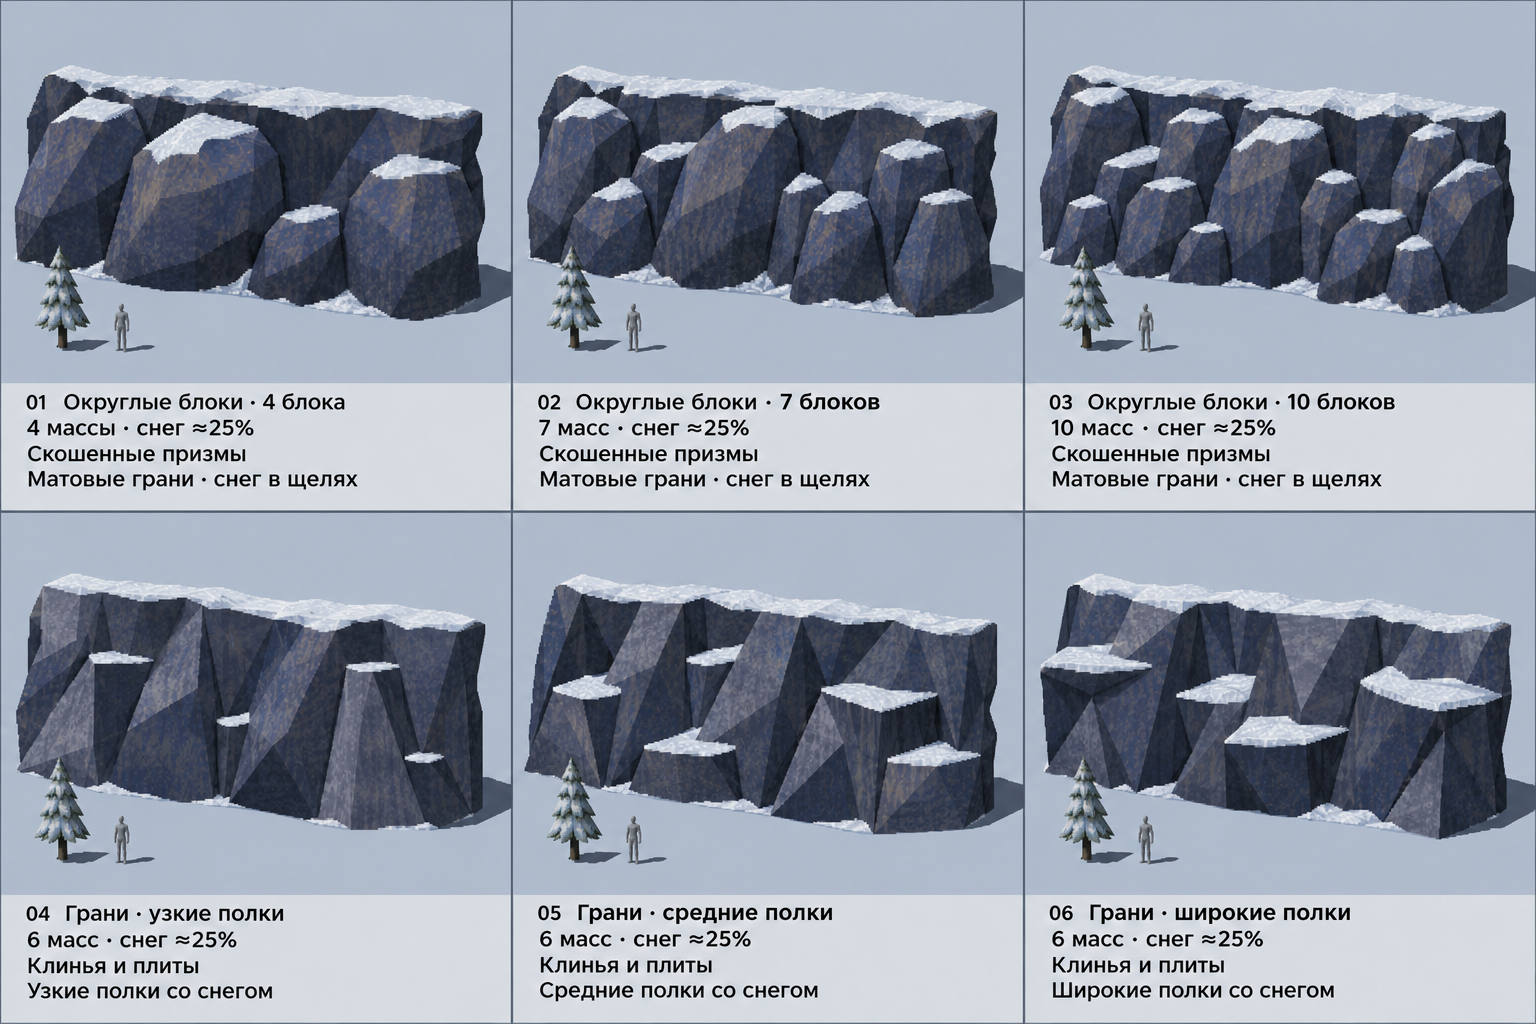 01 Округлые блоки · 4 блока
4 массы · снег ≈25%
Скошенные призмы
Матовые грани · снег в щелях
02 Округлые блоки · 7 блоков
7 масс · снег ≈25%
Скошенные призмы
Матовые грани · снег в щелях
03 Округлые блоки · 10 блоков
10 масс · снег ≈25%
Скошенные призмы
Матовые грани · снег в щелях
04 Грани · узкие полки
6 масс · снег ≈25%
Клинья и плиты
Узкие полки со снегом
05 Грани · средние полки
6 масс · снег ≈25%
Клинья и плиты
Средние полки со снегом
06 Грани · широкие полки
6 масс · снег ≈25%
Клинья и плиты
Широкие полки со снегом